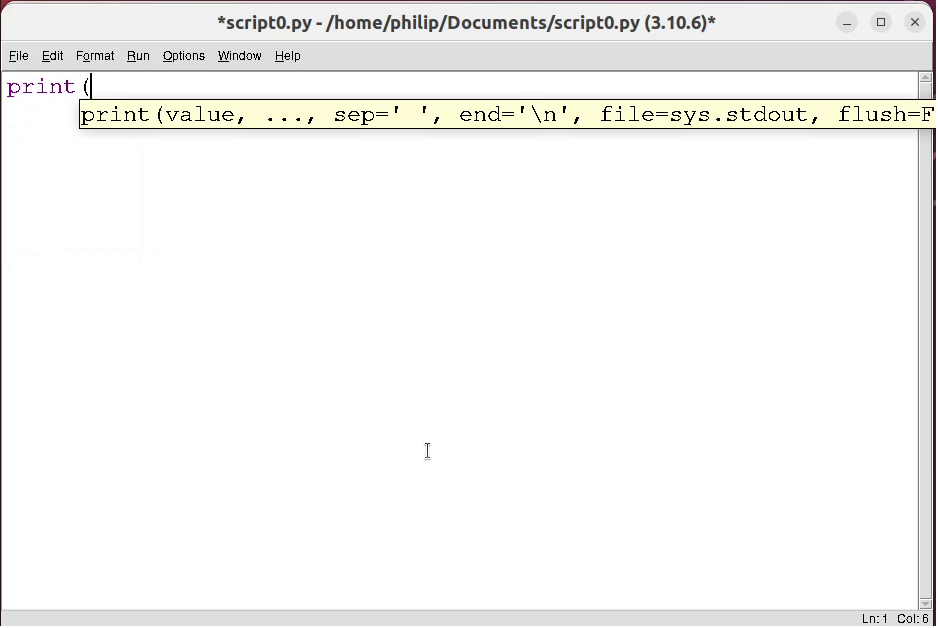 *script0.py - /home/philip/Documents/script0.py (3.10.6)*
File Edit Format Run Options Window Help
print(
print(value, ..., sep=' ', end='\n', file=sys.stdout, flush=F
Ln: 1 Col: 6